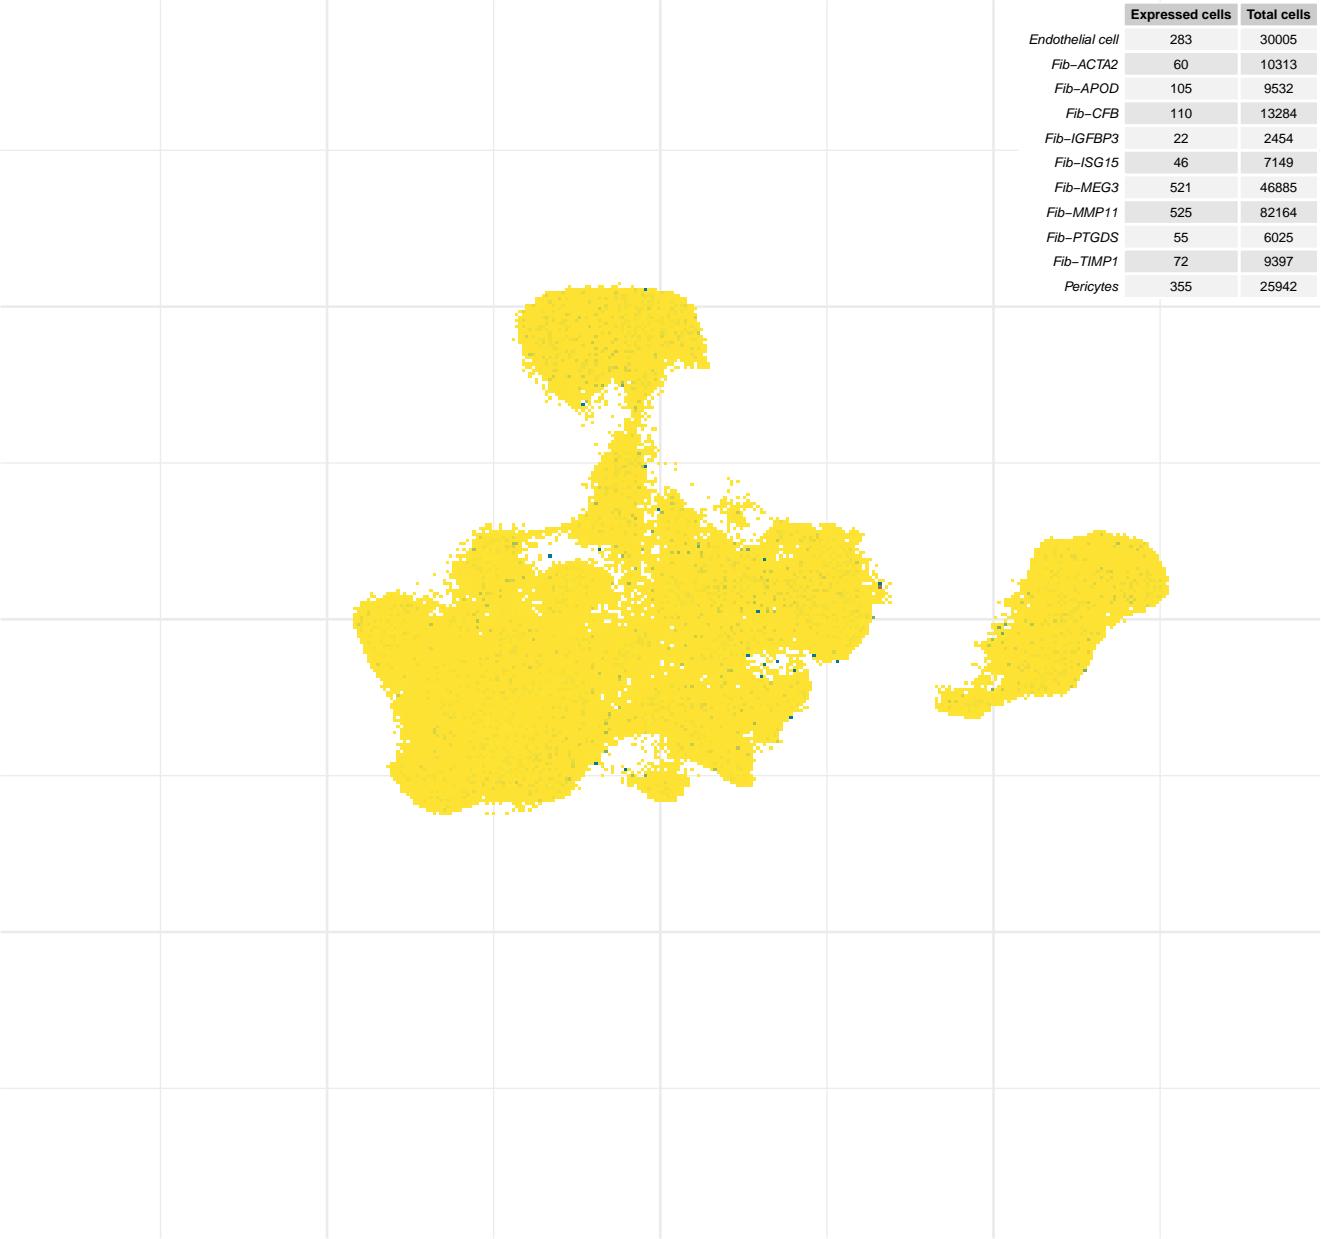 Expressed cells Total cells
Endothelial cell 283 30005
Fib−ACTA2 60 10313
Fib−APOD 105 9532
Fib−CFB 110 13284
Fib−IGFBP3 22 2454
Fib−ISG15 46 7149
Fib−MEG3 521 46885
Fib−MMP11 525 82164
Fib−PTGDS 55 6025
Fib−TIMP1 72 9397
Pericytes 355 25942